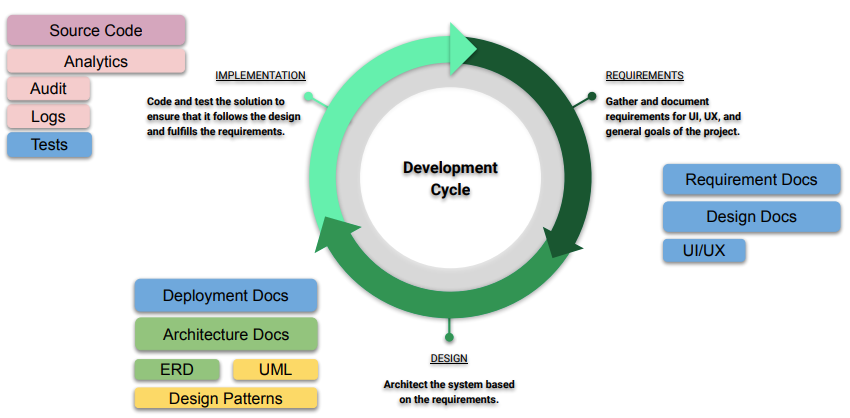 Source Code
Analytics
Audit
Logs
Tests
IMPLEMENTATION
Code and test the solution to
ensure that it follows the design
and fulfills the requirements.
REQUIREMENTS
Gather and document
requirements for UI, UX, and
general goals of the project.
Development
Cycle
Requirement Docs
Design Docs
UI/UX
Deployment Docs
Architecture Docs
ERD
UML
Design Patterns
DESIGN
Architect the system based
on the requirements.